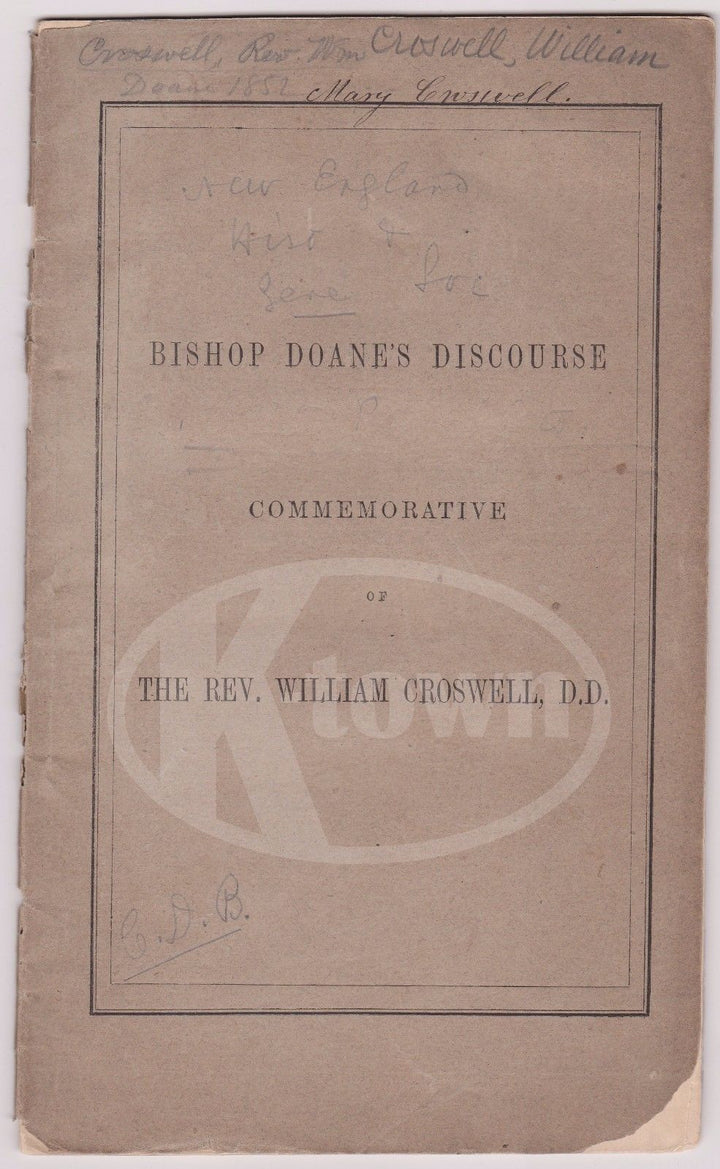 Croswell, Rev. Wm Croswell, William
Doane 1852 Mary Croswell.
New England
Hist &
Gene Soc
BISHOP DOANE'S DISCOURSE
COMMEMORATIVE
OF
THE REV. WILLIAM CROSWELL, D.D.
Ktown
C. D. B.